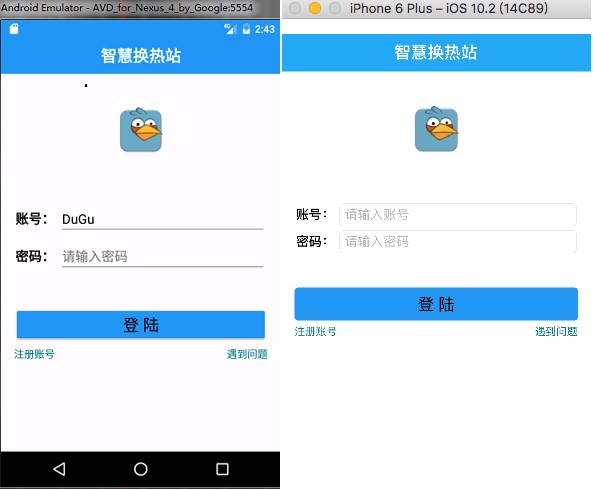 Android Emulator - AVD_for_Nexus_4_by_Google:5554
4G 2:43
智慧换热站
账号： DuGu
密码： 请输入密码
登 陆
注册账号 遇到问题
iPhone 6 Plus – iOS 10.2 (14C89)
智慧换热站
账号： 请输入账号
密码： 请输入密码
登 陆
注册账号 遇到问题